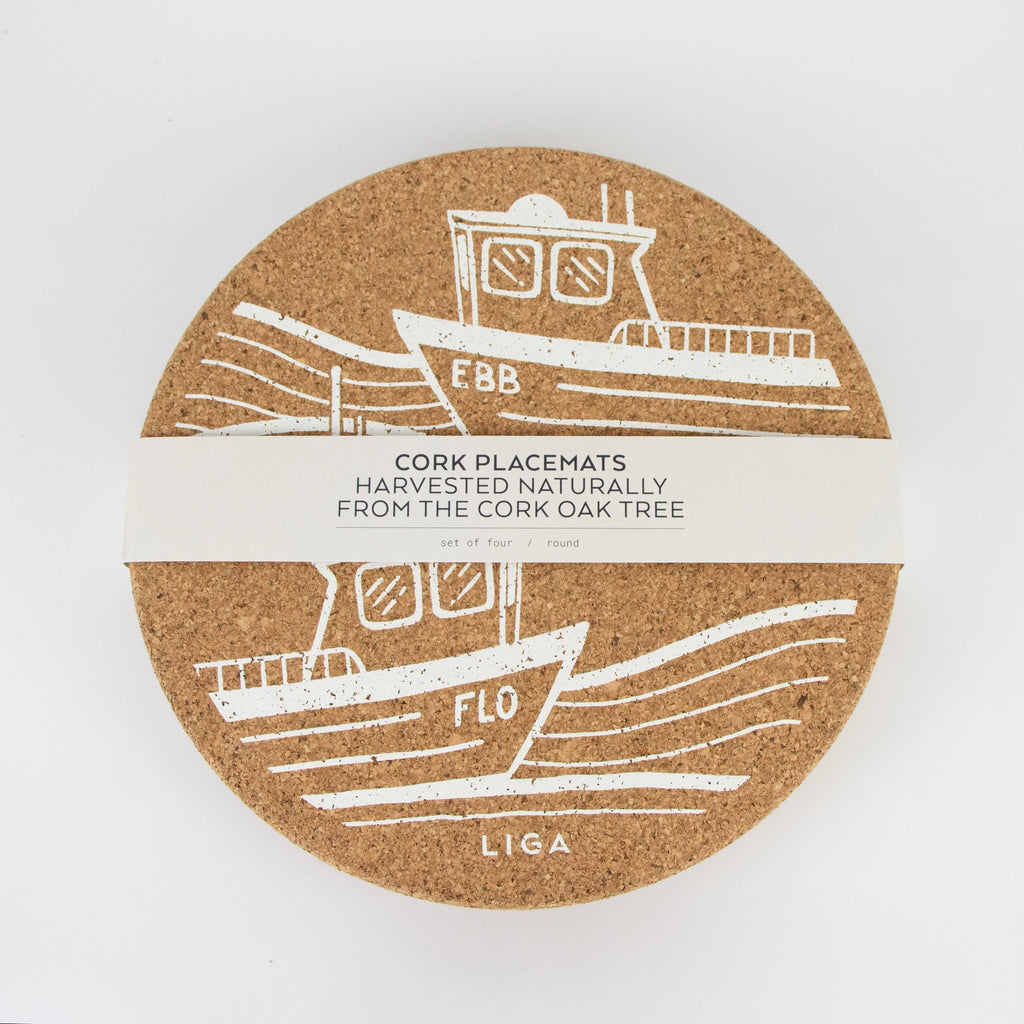 EBB
CORK PLACEMATS
HARVESTED NATURALLY
FROM THE CORK OAK TREE
set of four / round
FLO
LIGA